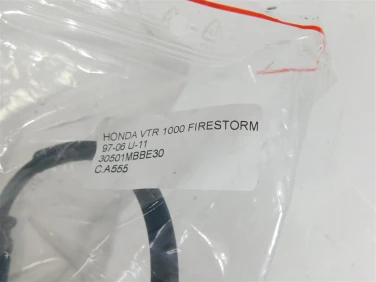 HONDA VTR 1000 FIRESTORM
97-06 U-11
30501MBBE30
C.A555